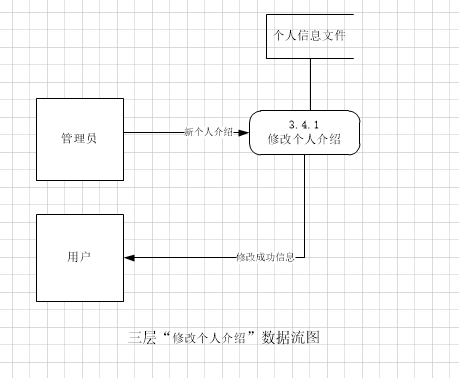 个人信息文件
3.4.1
修改个人介绍
管理员
新个人介绍
用户
修改成功信息
三层“修改个人介绍”数据流图